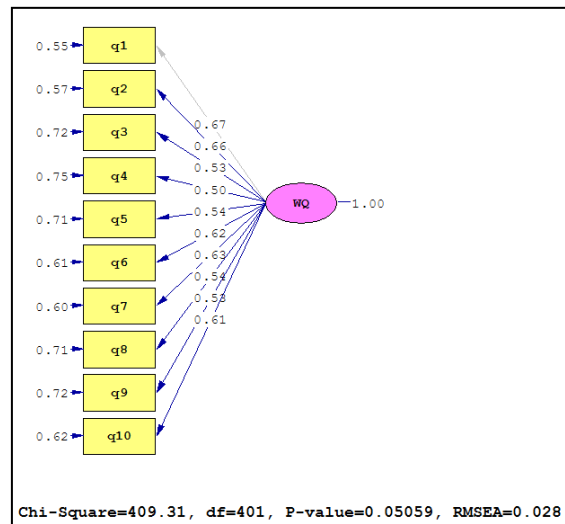 0.55 q1
0.57 q2
0.67
0.72 q3
0.66
0.53
0.75 q4
0.50
WQ 1.00
0.71 q5
0.54
0.62
0.61 q6
0.63
0.54
0.60 q7
0.53
0.61
0.71 q8
0.72 q9
0.62 q10
Chi-Square=409.31, df=401, P-value=0.05059, RMSEA=0.028